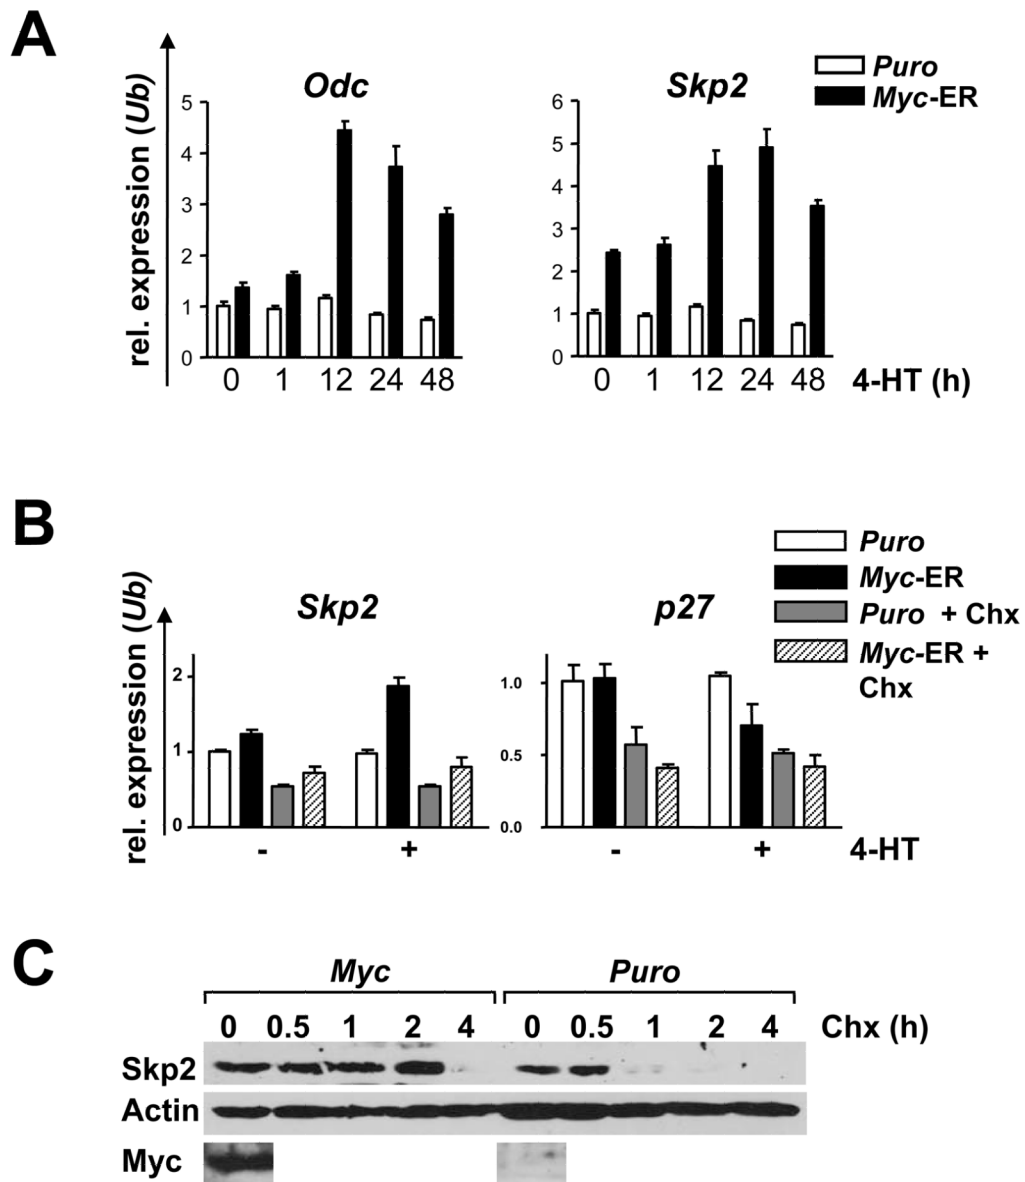 A
rel. expression (Ub)
Odc
5
4
3
2
1
0
0 1 12 24 48
Skp2
6
5
4
3
2
1
0
0 1 12 24 48
4-HT (h)
Puro
Myc-ER
B
rel. expression (Ub)
Skp2
2
1
0
- +
p27
1.0
0.5
0.0
- +
4-HT
Puro
Myc-ER
Puro + Chx
Myc-ER +
Chx
C
Myc Puro
0 0.5 1 2 4 0 0.5 1 2 4 Chx (h)
Skp2
Actin
Myc